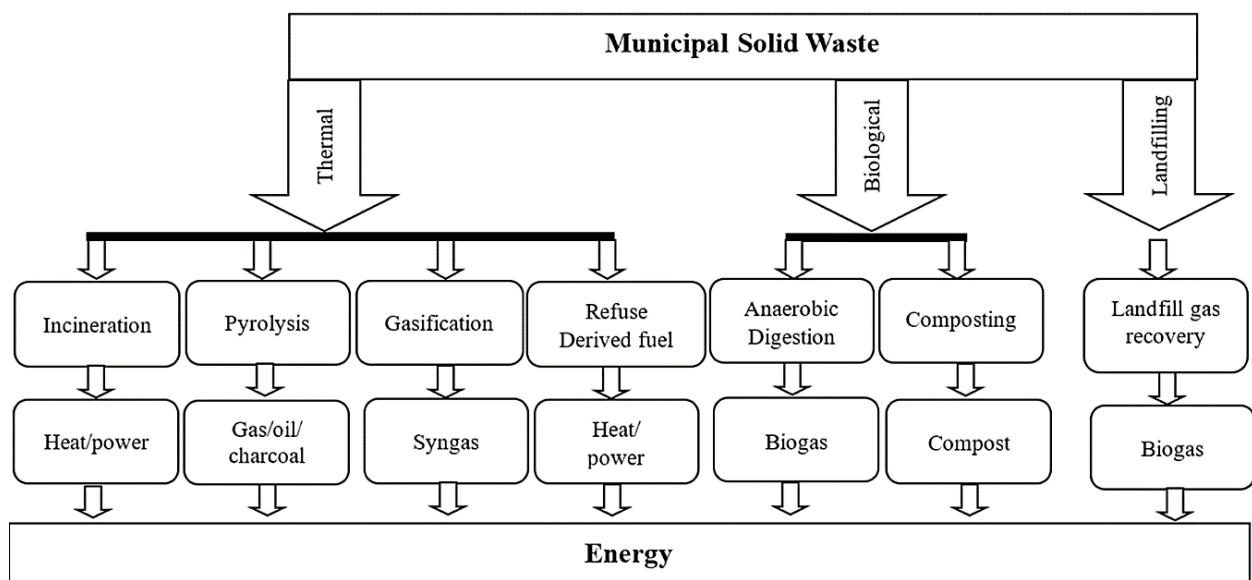 Municipal Solid Waste
Thermal
Biological
Landfilling
Incineration
Pyrolysis
Gasification
Refuse
Derived fuel
Anaerobic
Digestion
Composting
Landfill gas
recovery
Heat/power
Gas/oil/
charcoal
Syngas
Heat/
power
Biogas
Compost
Biogas
Energy